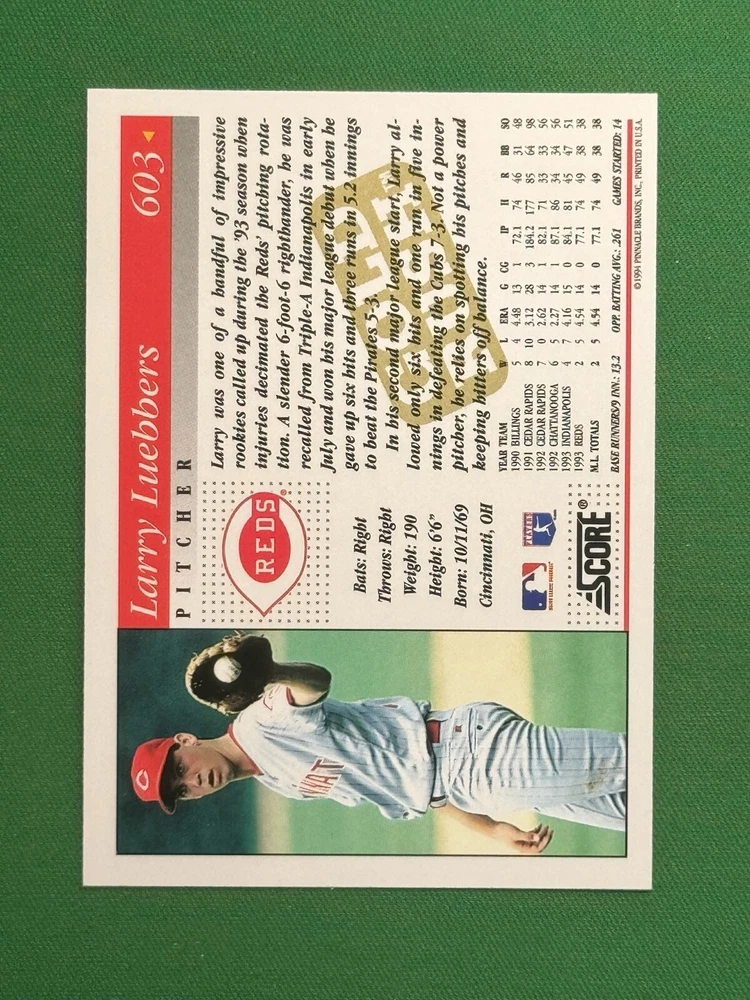 Larry Luebbers 603
PITCHER
REDS
®
Bats: Right
Throws: Right
Weight: 190
Height: 6'6"
Born: 10/11/69
Cincinnati, OH
SCORE®
Larry was one of a handful of impressive
rookies called up during the '93 season when
injuries decimated the Reds' pitching rota-
tion. A slender 6-foot-6 righthander, he was
recalled from Triple-A Indianapolis in early
July and won his major league debut when he
gave up six hits and three runs in 5.2 innings
to beat the Pirates 5-3.
In his second major league start, Larry al-
lowed only six hits and one run in five in-
nings in defeating the Cubs 7-3. Not a power
pitcher, he relies on spotting his pitches and
keeping hitters off balance.
YEAR TEAM W L ERA G CG IP H R BB SO
1990 BILLINGS 5 4 4.48 13 1 72.1 74 46 31 48
1991 CEDAR RAPIDS 8 10 3.12 28 3 184.2 177 85 64 98
1992 CEDAR RAPIDS 7 0 2.62 14 1 82.1 71 33 33 56
1992 CHATTANOOGA 6 5 2.27 14 1 87.1 86 34 34 56
1993 INDIANAPOLIS 4 7 4.16 15 0 84.1 81 45 47 51
1993 REDS 2 5 4.54 14 0 77.1 74 49 38 38
M.L. TOTALS 2 5 4.54 14 0 77.1 74 49 38 38
BASE RUNNERS/9 INN.: 13.2 OPP. BATTING AVG.: .261 GAMES STARTED: 14
©1994 PINNACLE BRANDS, INC., PRINTED IN U.S.A.